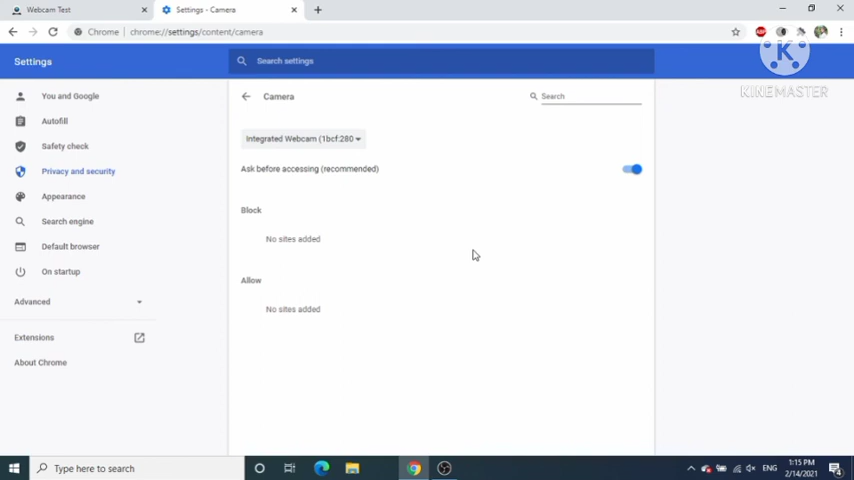 Webcam Test
Settings - Camera
Chrome
chrome://settings/content/camera
ABP
K
KINEMASTER
Settings
Search settings
You and Google
Autofill
Safety check
Privacy and security
Appearance
Search engine
Default browser
On startup
Advanced
Extensions
About Chrome
Camera
Search
Integrated Webcam (1bcf:280
Ask before accessing (recommended)
Block
No sites added
Allow
No sites added
Type here to search
ENG
1:15 PM
2/14/2021
4